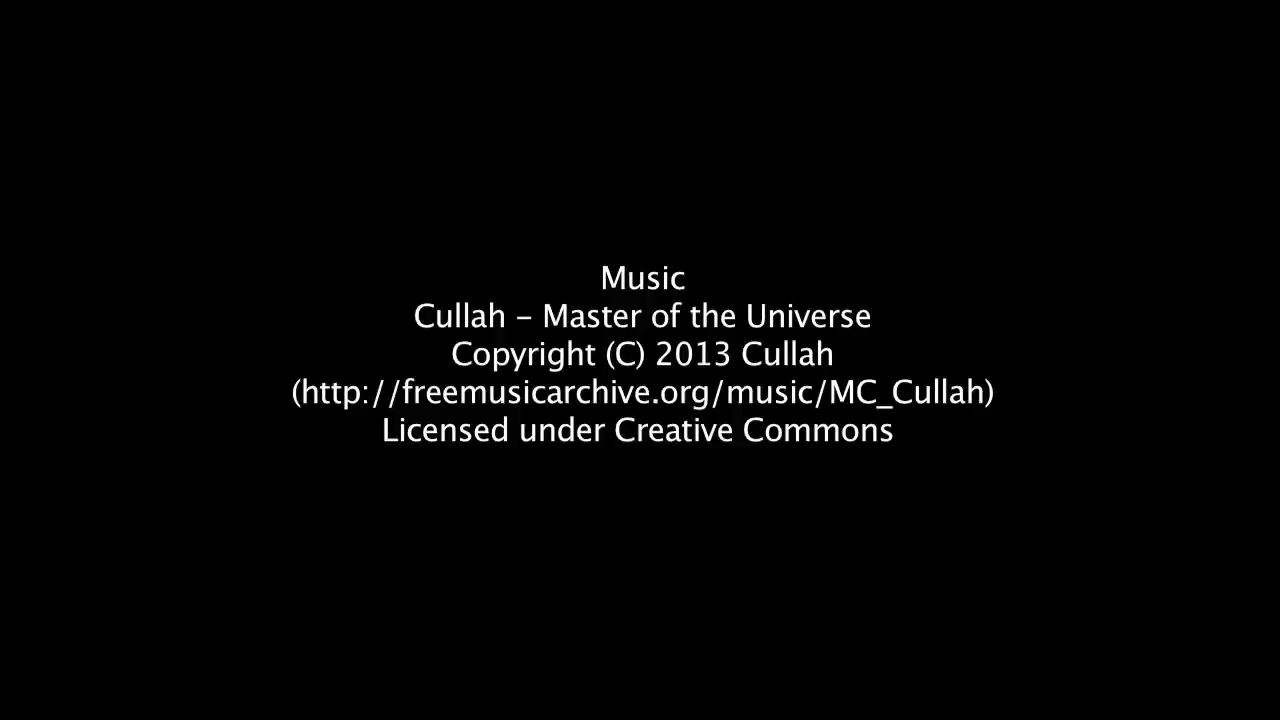 Music
Cullah - Master of the Universe
Copyright (C) 2013 Cullah
(http://freemusicarchive.org/music/MC_Cullah)
Licensed under Creative Commons